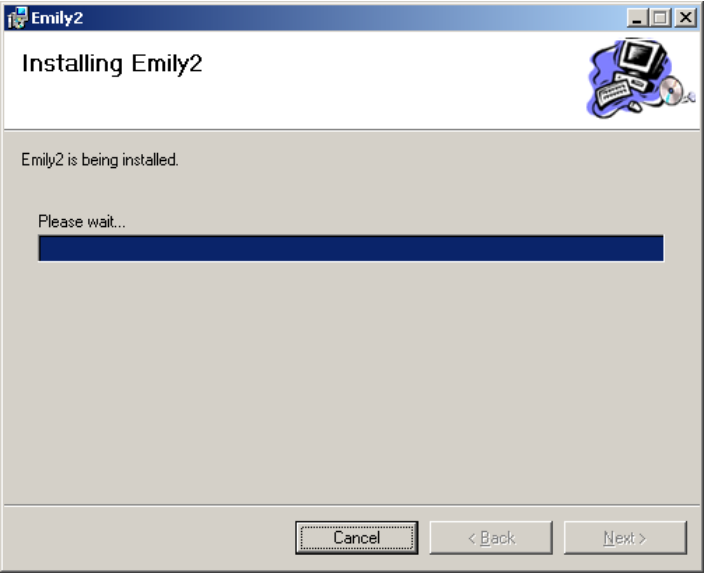 Emily2
Installing Emily2
Emily2 is being installed.
Please wait...
Cancel
< Back
Next >